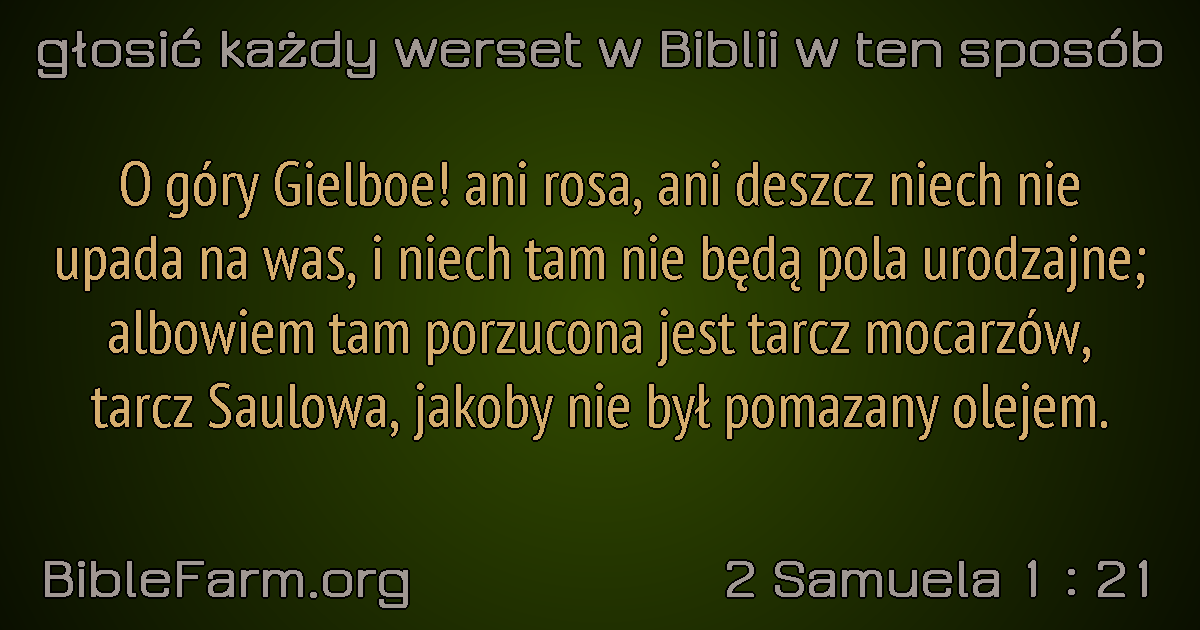 głosić każdy werset w Biblii w ten sposób
O góry Gielboe! ani rosa, ani deszcz niech nie
upada na was, i niech tam nie będą pola urodzajne;
albowiem tam porzucona jest tarcz mocarzów,
tarcz Saulowa, jakoby nie był pomazany olejem.
BibleFarm.org
2 Samuela 1 : 21